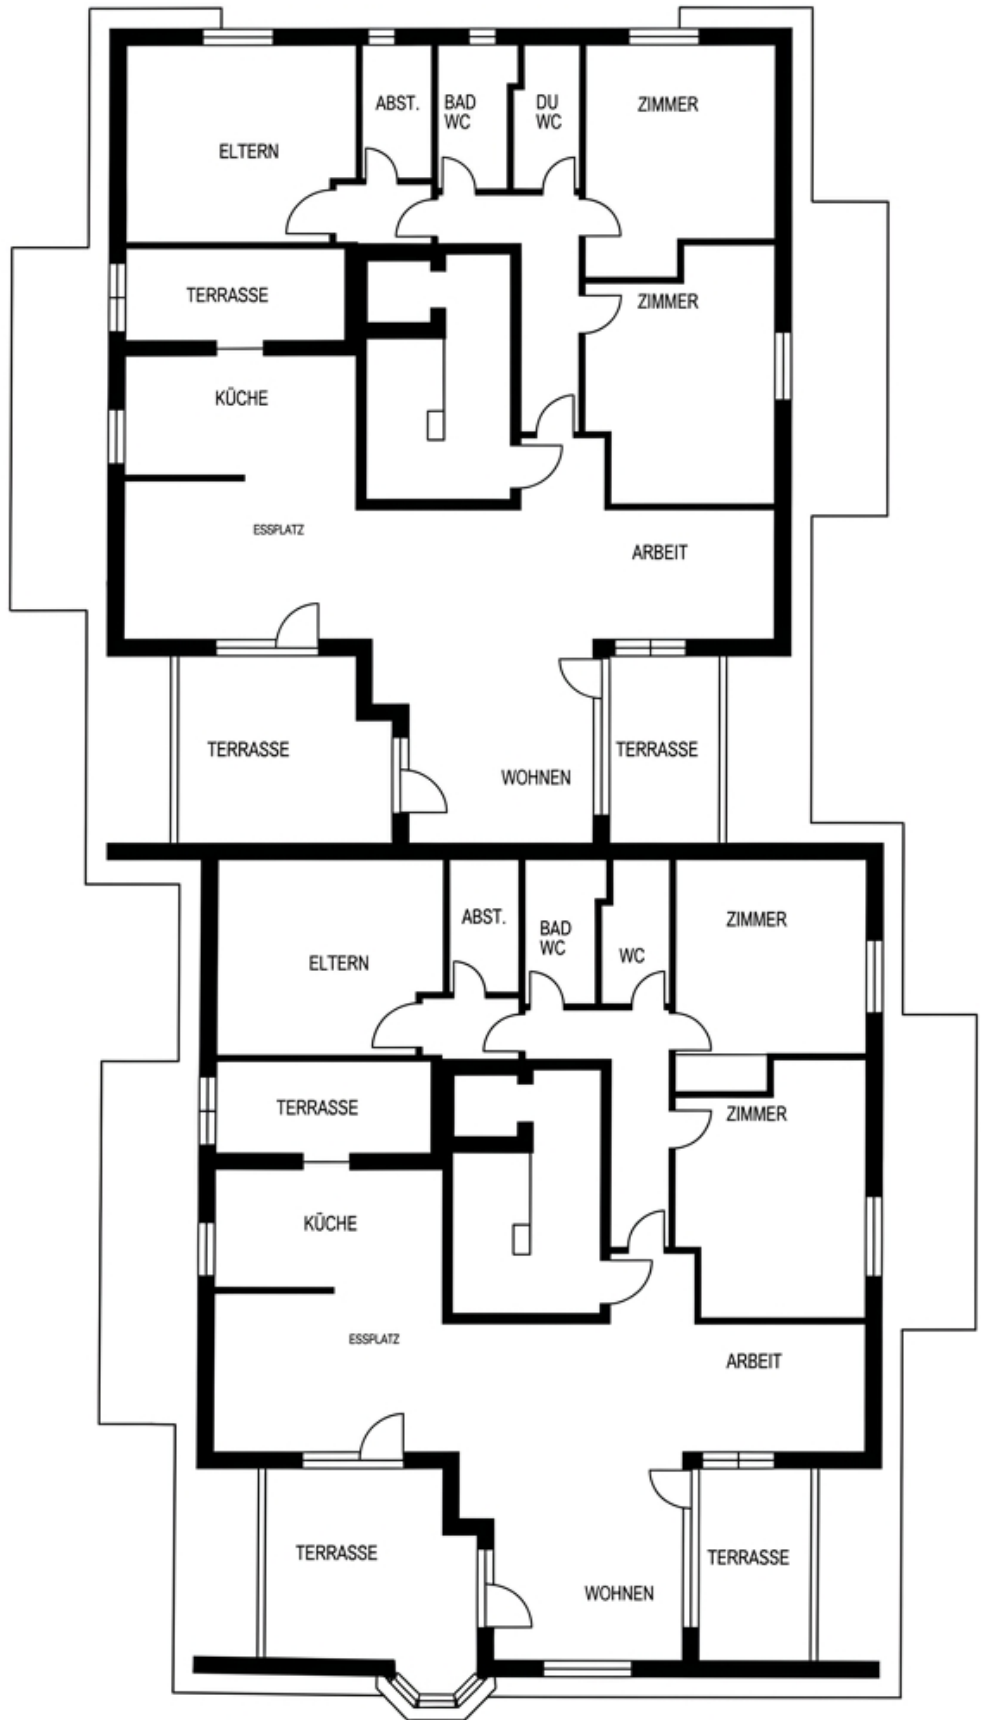 ABST.
BAD
WC
DU
WC
ZIMMER
ELTERN
TERRASSE
ZIMMER
KÜCHE
ESSPLATZ
ARBEIT
TERRASSE
WOHNEN
TERRASSE
ABST.
BAD
WC
WC
ZIMMER
ELTERN
TERRASSE
ZIMMER
KÜCHE
ESSPLATZ
ARBEIT
TERRASSE
WOHNEN
TERRASSE